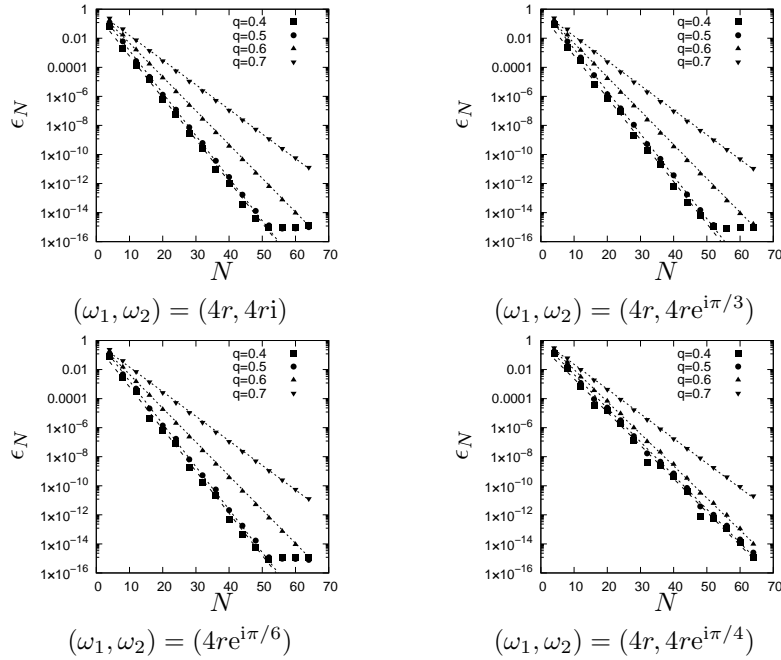 1
0.01
0.0001
1×10⁻⁶
1×10⁻⁸
1×10⁻¹⁰
1×10⁻¹²
1×10⁻¹⁴
1×10⁻¹⁶
ϵ_N
q=0.4
q=0.5
q=0.6
q=0.7
0 10 20 30 40 50 60 70
N
(ω₁, ω₂) = (4r, 4ri)
1
0.01
0.0001
1×10⁻⁶
1×10⁻⁸
1×10⁻¹⁰
1×10⁻¹²
1×10⁻¹⁴
1×10⁻¹⁶
ϵ_N
q=0.4
q=0.5
q=0.6
q=0.7
0 10 20 30 40 50 60 70
N
(ω₁, ω₂) = (4r, 4re^{iπ/3})
1
0.01
0.0001
1×10⁻⁶
1×10⁻⁸
1×10⁻¹⁰
1×10⁻¹²
1×10⁻¹⁴
1×10⁻¹⁶
ϵ_N
q=0.4
q=0.5
q=0.6
q=0.7
0 10 20 30 40 50 60 70
N
(ω₁, ω₂) = (4re^{iπ/6})
1
0.01
0.0001
1×10⁻⁶
1×10⁻⁸
1×10⁻¹⁰
1×10⁻¹²
1×10⁻¹⁴
1×10⁻¹⁶
ϵ_N
q=0.4
q=0.5
q=0.6
q=0.7
0 10 20 30 40 50 60 70
N
(ω₁, ω₂) = (4r, 4re^{iπ/4})